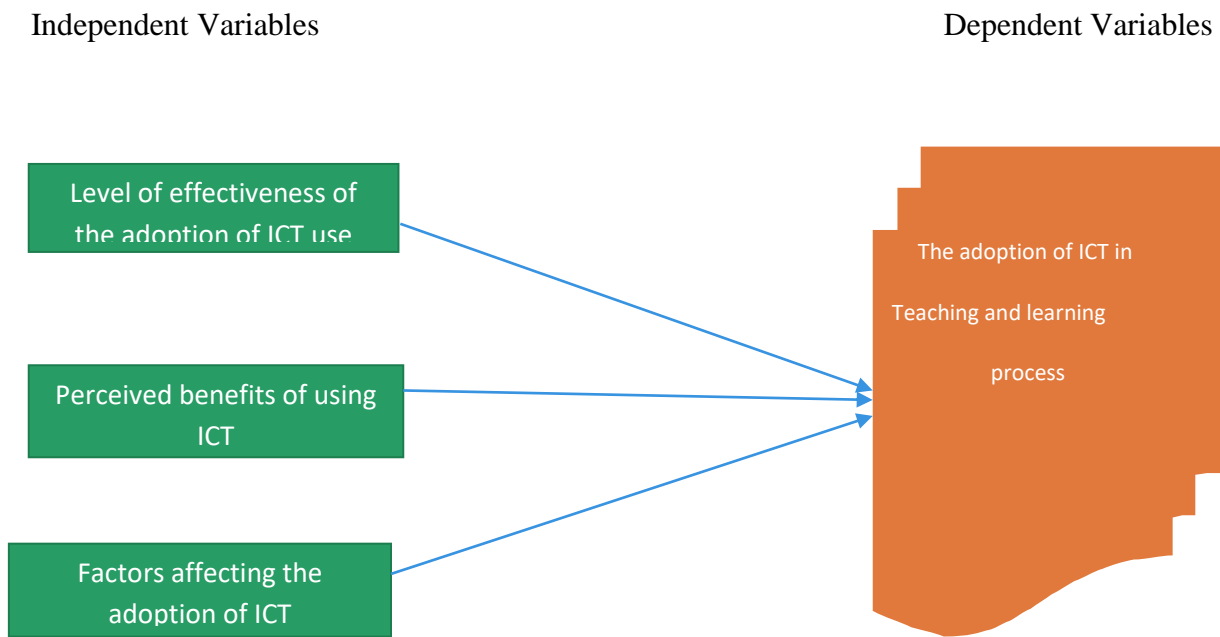 Independent Variables
Dependent Variables
Level of effectiveness of
the adoption of ICT use
Perceived benefits of using
ICT
Factors affecting the
adoption of ICT
The adoption of ICT in
Teaching and learning
process